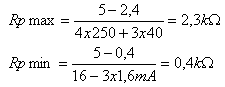 Rp max = (5 − 2,4) / (4x250 + 3x40) = 2,3kΩ
Rp min = (5 − 0,4) / (16 − 3x1,6mA) = 0,4kΩ